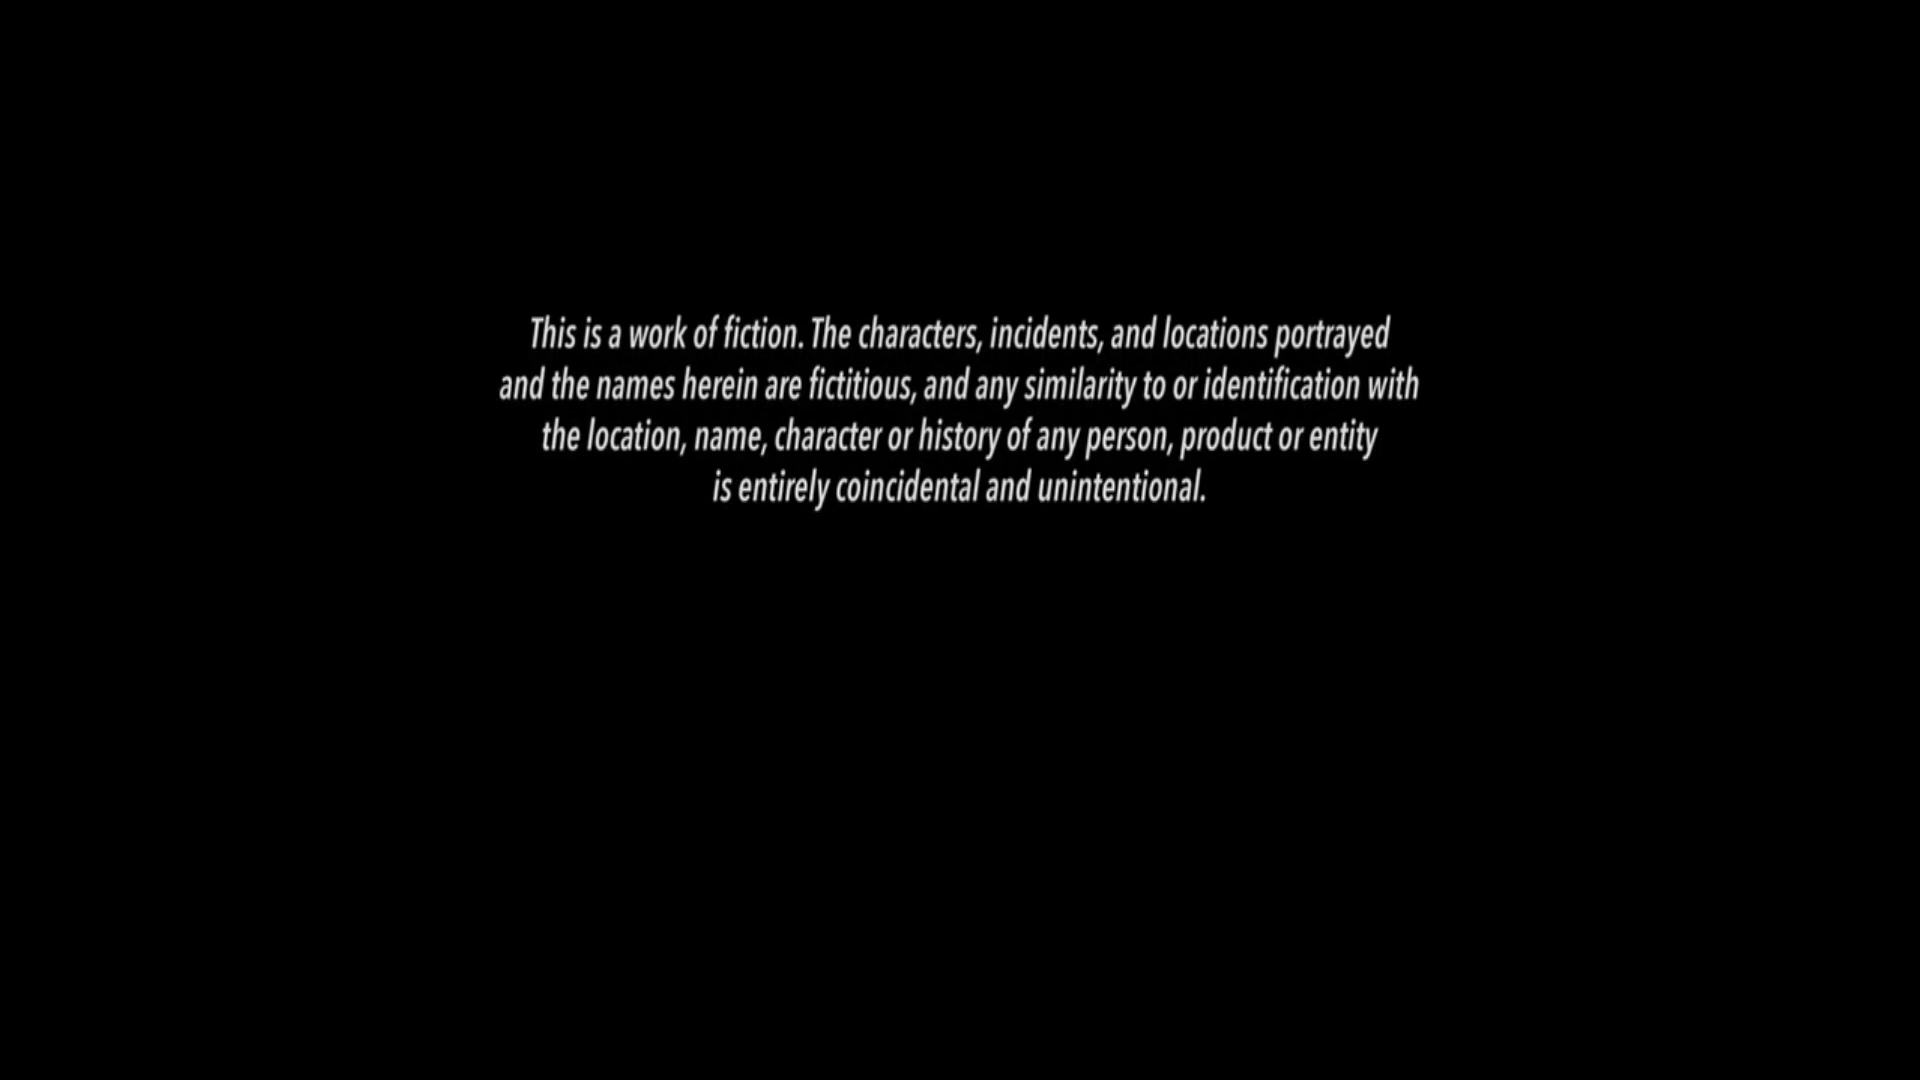 This is a work of fiction. The characters, incidents, and locations portrayed
and the names herein are fictitious, and any similarity to or identification with
the location, name, character or history of any person, product or entity
is entirely coincidental and unintentional.